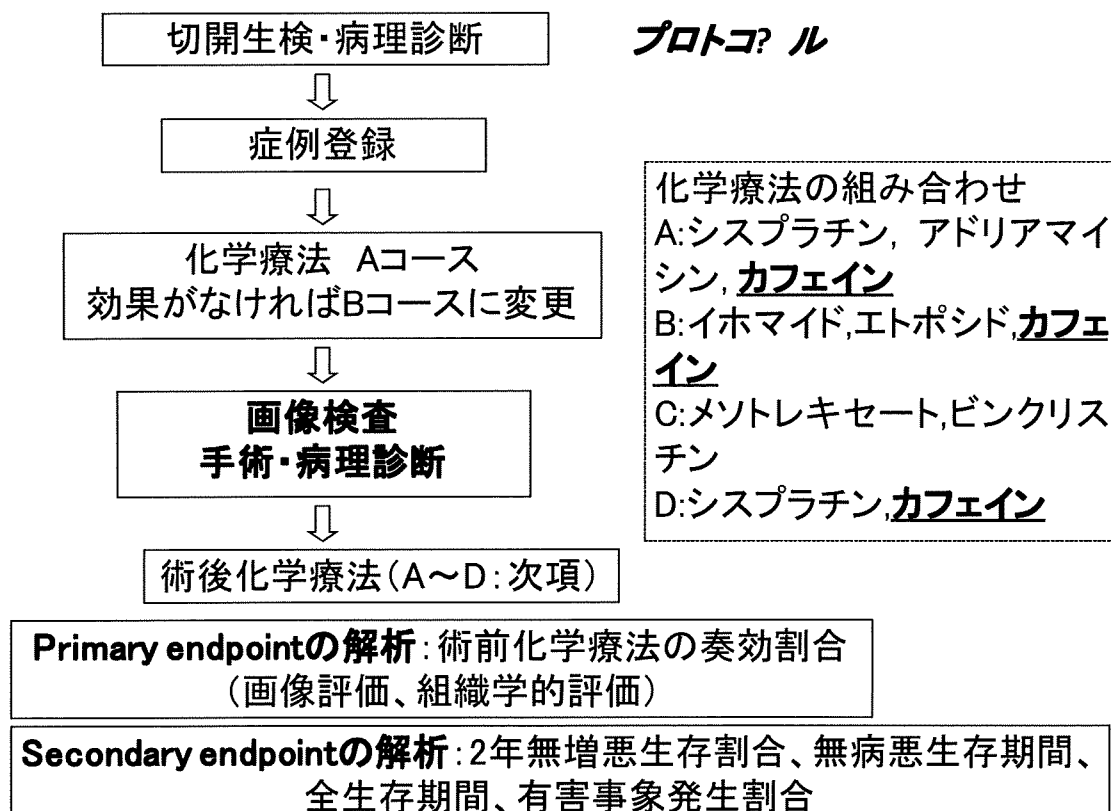 切開生検・病理診断
プロトコ? ル
症例登録
化学療法 Aコース
効果がなければBコースに変更
画像検査
手術・病理診断
術後化学療法(A~D:次項)
化学療法の組み合わせ
A:シスプラチン, アドリアマイ
シン,カフェイン
B:イホマイド,エトポシド,カフェ
イン
C:メソトレキセート,ビンクリス
チン
D:シスプラチン,カフェイン
Primary endpointの解析:術前化学療法の奏効割合
(画像評価、組織学的評価)
Secondary endpointの解析:2年無増悪生存割合、無病悪生存期間、
全生存期間、有害事象発生割合